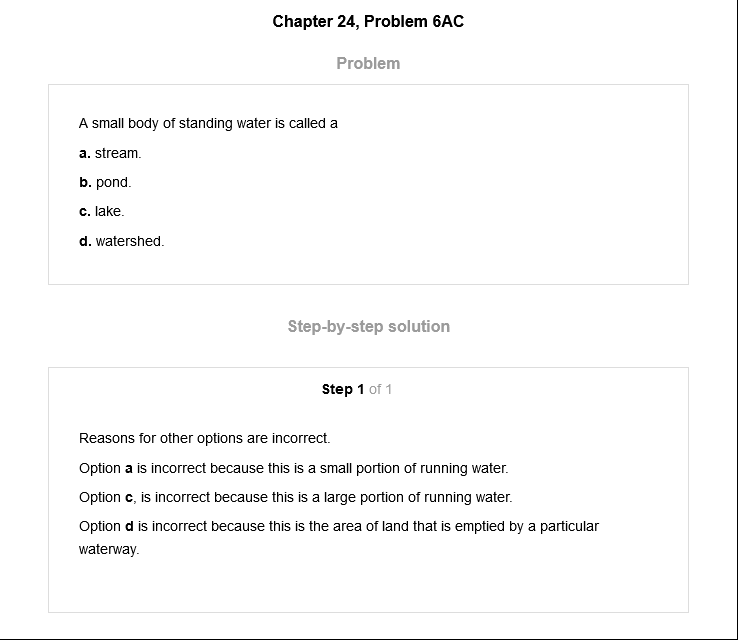 Chapter 24, Problem 6AC
Problem
A small body of standing water is called a
a. stream.
b. pond.
c. lake.
d. watershed.
Step-by-step solution
Step 1 of 1
Reasons for other options are incorrect.
Option a is incorrect because this is a small portion of running water.
Option c, is incorrect because this is a large portion of running water.
Option d is incorrect because this is the area of land that is emptied by a particular
waterway.